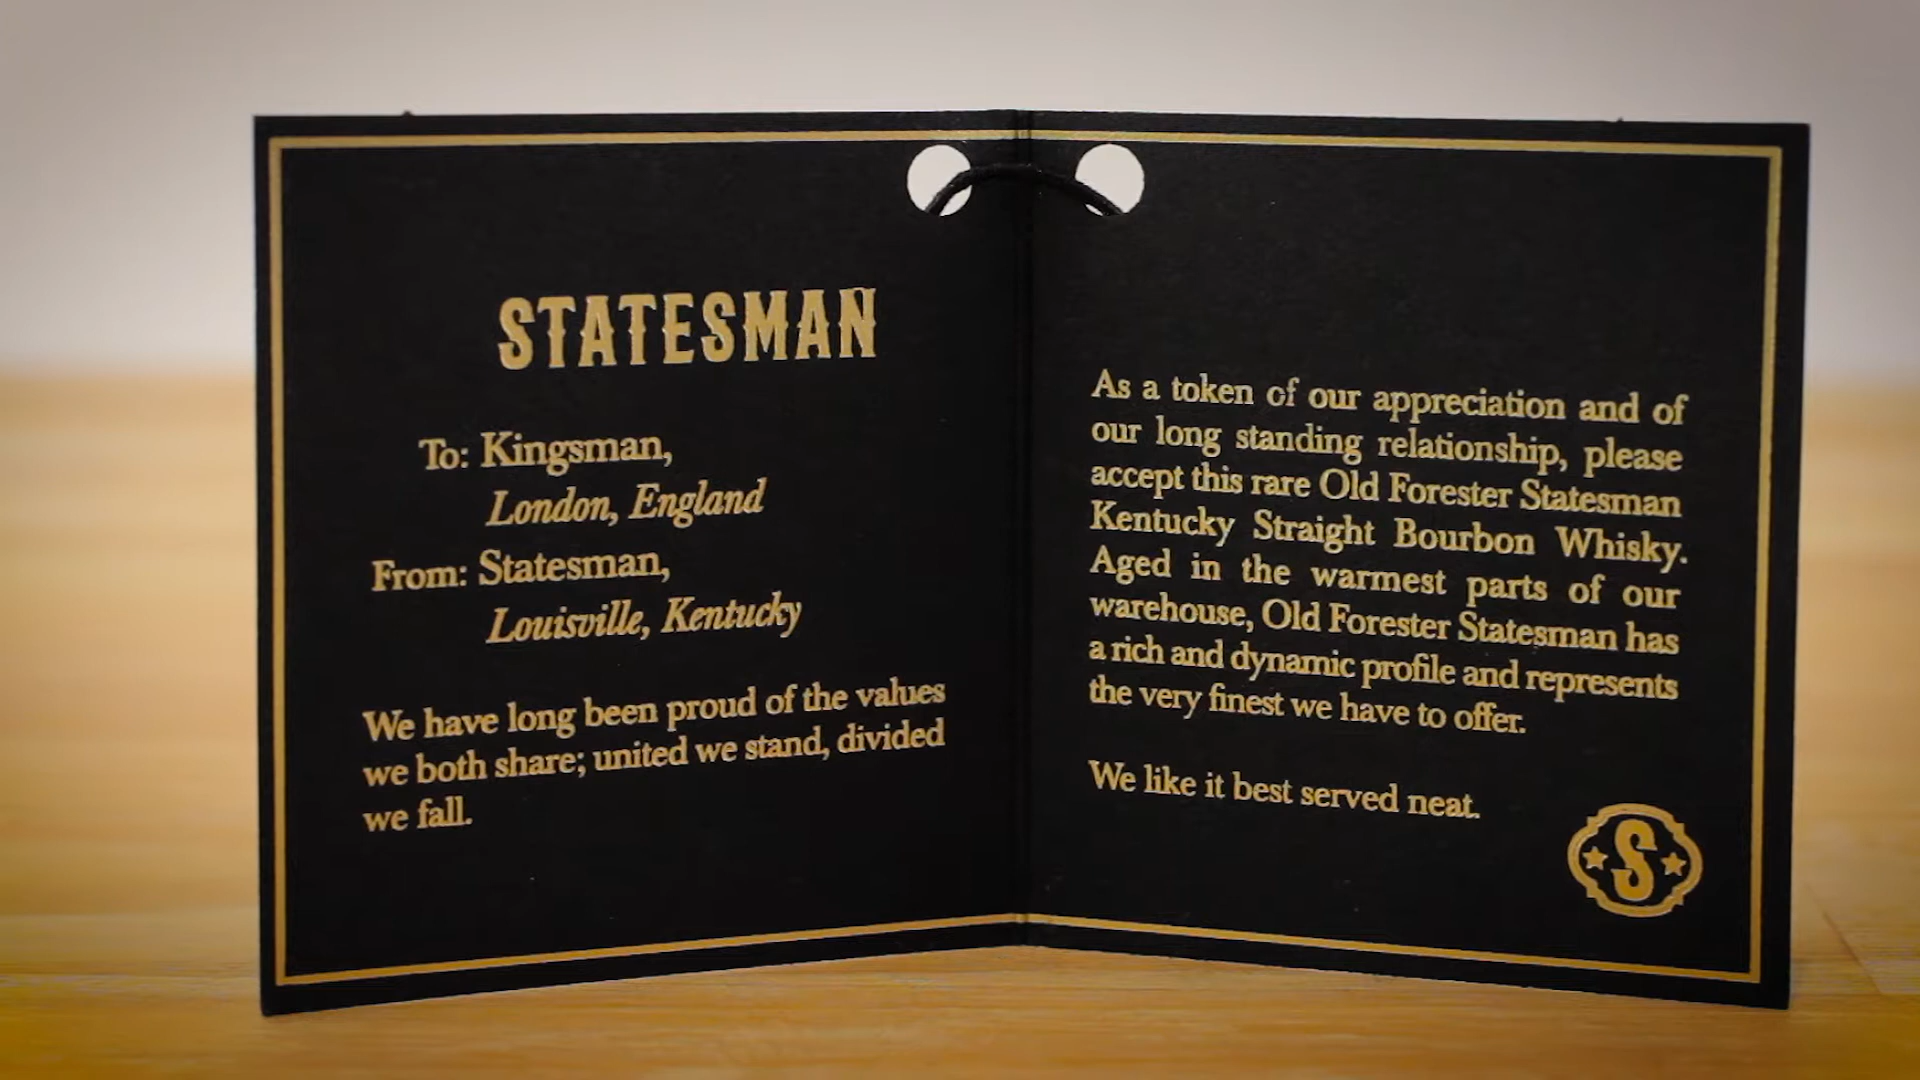 STATESMAN
To: Kingsman,
London, England
From: Statesman,
Louisville, Kentucky
We have long been proud of the values
we both share; united we stand, divided
we fall.
As a token of our appreciation and of
our long standing relationship, please
accept this rare Old Forester Statesman
Kentucky Straight Bourbon Whisky.
Aged in the warmest parts of our
warehouse, Old Forester Statesman has
a rich and dynamic profile and represents
the very finest we have to offer.
We like it best served neat.
S